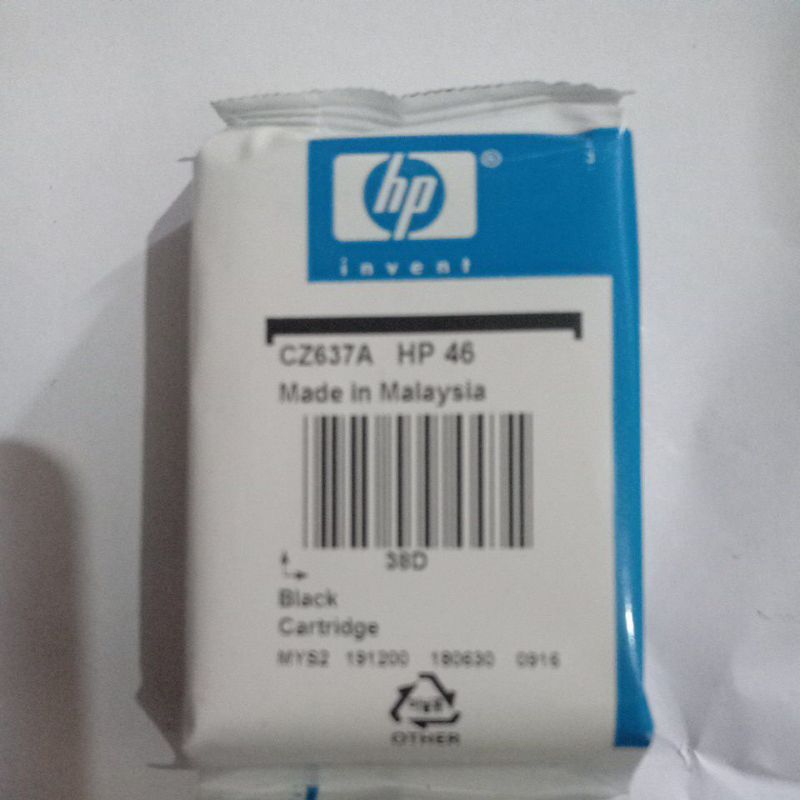 hp ®
invent
CZ637A HP 46
Made in Malaysia
38D
Black
Cartridge
MYS2 191200 180630 0916
OTHER